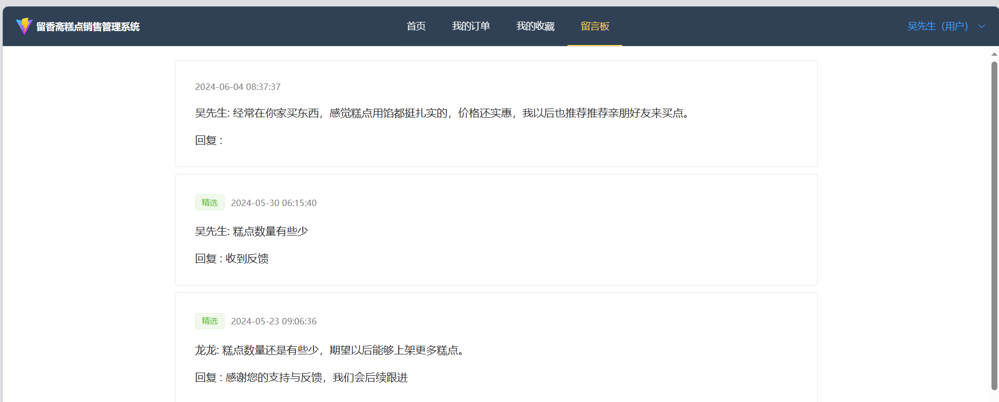 留香斋糕点销售管理系统
首页 我的订单 我的收藏 留言板
吴先生（用户）
2024-06-04 08:37:37
吴先生: 经常在你家买东西，感觉糕点用馅都挺扎实的，价格还实惠，我以后也推荐推荐亲朋好友来买点。
回复 :
精选 2024-05-30 06:15:40
吴先生: 糕点数量有些少
回复 : 收到反馈
精选 2024-05-23 09:06:36
龙龙: 糕点数量还是有些少，期望以后能够上架更多糕点。
回复 : 感谢您的支持与反馈，我们会后续跟进